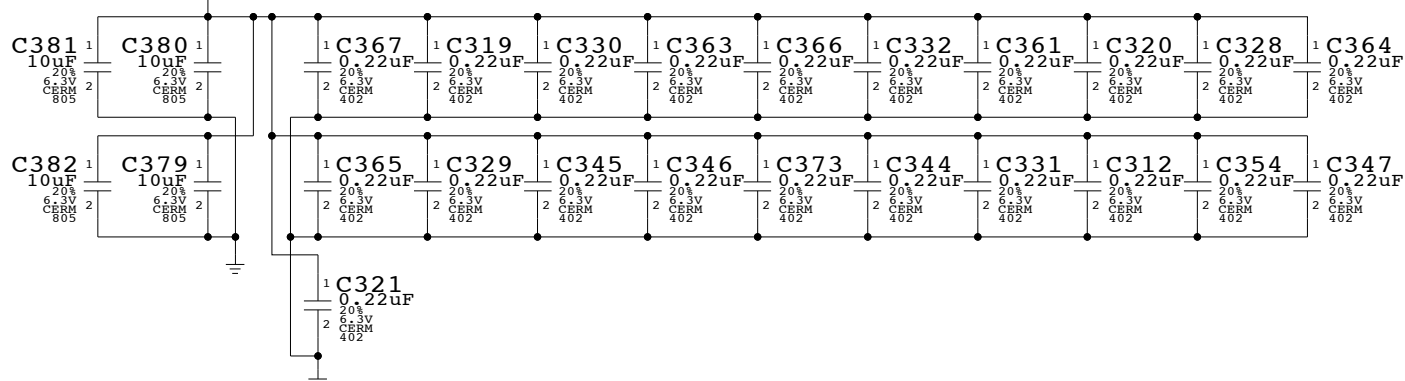 C381 1 C380 1 1 C367 1 C319 1 C330 1 C363 1 C366 1 C332 1 C361 1 C320 1 C328 1 C364
10uF 10uF 0.22uF 0.22uF 0.22uF 0.22uF 0.22uF 0.22uF 0.22uF 0.22uF 0.22uF 0.22uF
20% 20% 20% 20% 20% 20% 20% 20% 20% 20% 20% 20%
6.3V 2 6.3V 2 2 6.3V 2 6.3V 2 6.3V 2 6.3V 2 6.3V 2 6.3V 2 6.3V 2 6.3V 2 6.3V 2 6.3V
CERM CERM CERM CERM CERM CERM CERM CERM CERM CERM CERM CERM
805 805 402 402 402 402 402 402 402 402 402 402
C382 1 C379 1 1 C365 1 C329 1 C345 1 C346 1 C373 1 C344 1 C331 1 C312 1 C354 1 C347
10uF 10uF 0.22uF 0.22uF 0.22uF 0.22uF 0.22uF 0.22uF 0.22uF 0.22uF 0.22uF 0.22uF
20% 20% 20% 20% 20% 20% 20% 20% 20% 20% 20% 20%
6.3V 2 6.3V 2 2 6.3V 2 6.3V 2 6.3V 2 6.3V 2 6.3V 2 6.3V 2 6.3V 2 6.3V 2 6.3V 2 6.3V
CERM CERM CERM CERM CERM CERM CERM CERM CERM CERM CERM CERM
805 805 402 402 402 402 402 402 402 402 402 402
1 C321
0.22uF
20%
2 6.3V
CERM
402